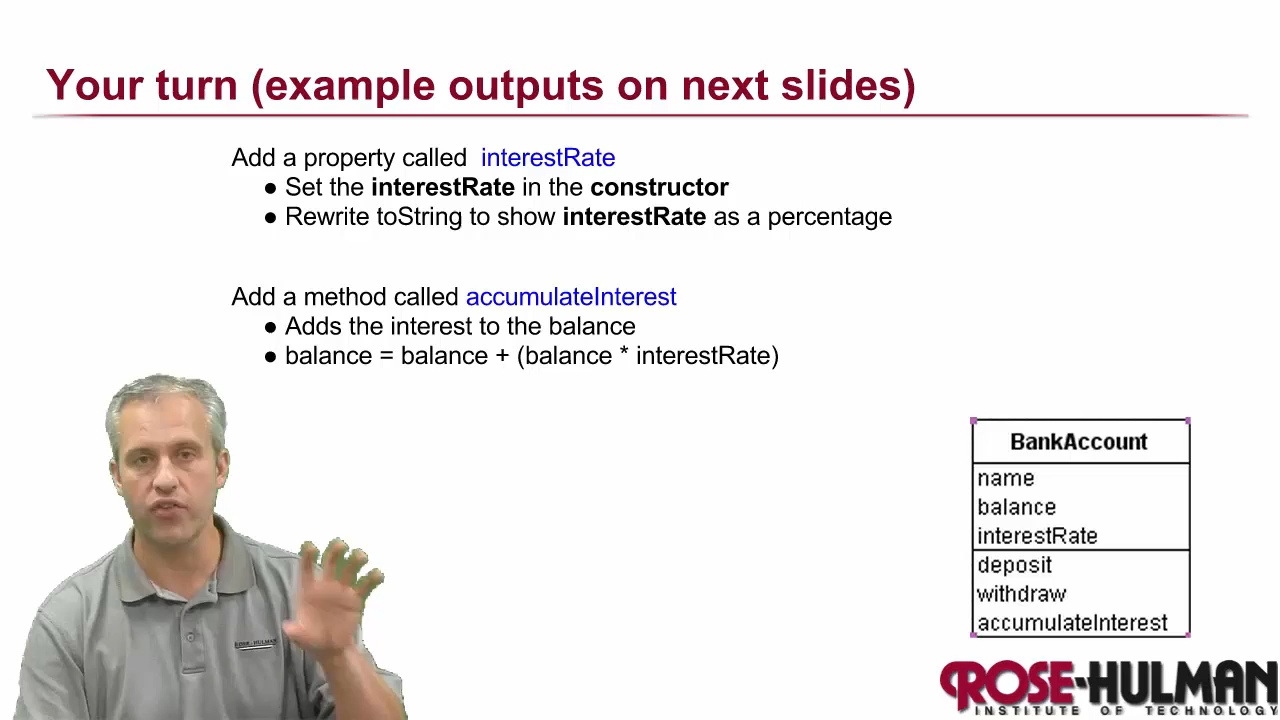 Your turn (example outputs on next slides)
Add a property called interestRate
● Set the interestRate in the constructor
● Rewrite toString to show interestRate as a percentage
Add a method called accumulateInterest
● Adds the interest to the balance
● balance = balance + (balance * interestRate)
BankAccount
name
balance
interestRate
deposit
withdraw
accumulateInterest
ROSE-HULMAN
ROSE-HULMAN
INSTITUTE OF TECHNOLOGY